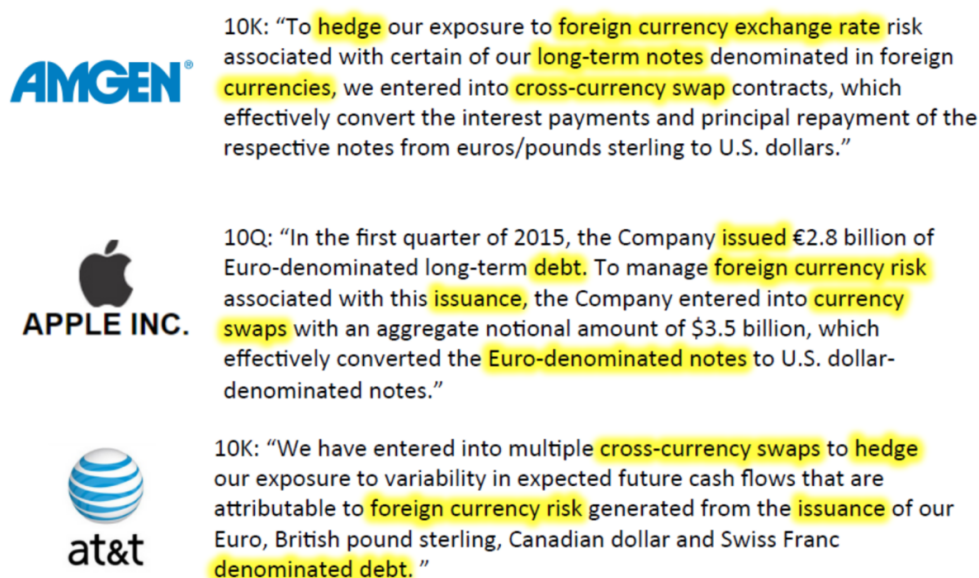 AMGEN®
10K: “To hedge our exposure to foreign currency exchange rate risk
associated with certain of our long-term notes denominated in foreign
currencies, we entered into cross-currency swap contracts, which
effectively convert the interest payments and principal repayment of the
respective notes from euros/pounds sterling to U.S. dollars.”
APPLE INC.
10Q: “In the first quarter of 2015, the Company issued €2.8 billion of
Euro-denominated long-term debt. To manage foreign currency risk
associated with this issuance, the Company entered into currency
swaps with an aggregate notional amount of $3.5 billion, which
effectively converted the Euro-denominated notes to U.S. dollar-
denominated notes.”
at&t
10K: “We have entered into multiple cross-currency swaps to hedge
our exposure to variability in expected future cash flows that are
attributable to foreign currency risk generated from the issuance of our
Euro, British pound sterling, Canadian dollar and Swiss Franc
denominated debt. ”